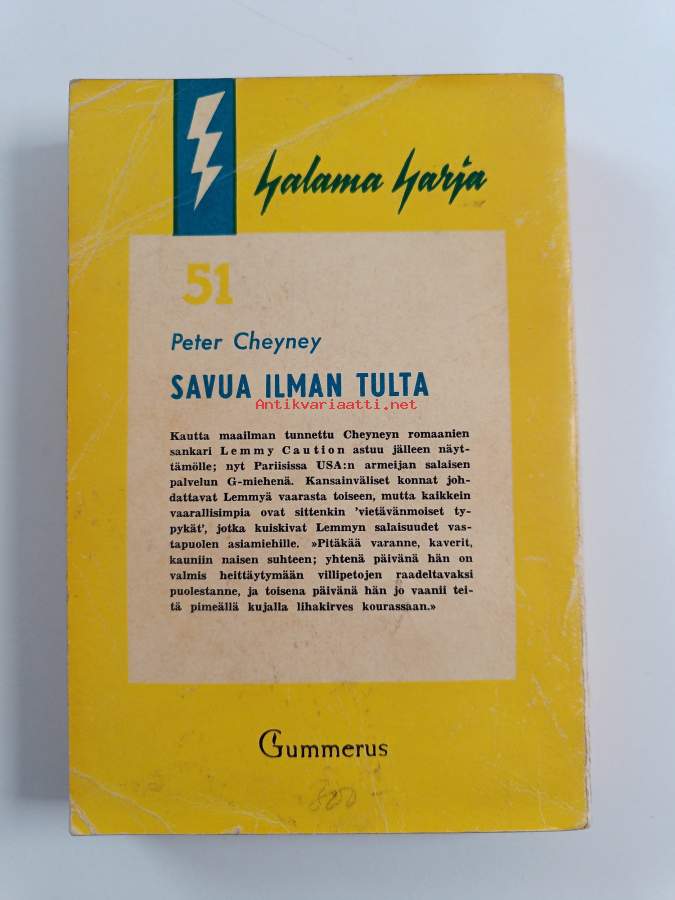 Salama Sarja
51
Peter Cheyney
SAVUA ILMAN TULTA
Antikvariaatti.net
Kautta maailman tunnettu Cheyneyn romaanien
sankari Lemmy Caution astuu jälleen näyt-
tämölle; nyt Pariisissa USA:n armeijan salaisen
palvelun G-miehenä. Kansainväliset konnat joh-
dattavat Lemmyä vaarasta toiseen, mutta kaikkein
vaarallisimpia ovat sittenkin 'vietävänmoiset ty-
pykät', jotka kuiskivat Lemmyn salaisuudet vas-
tapuolen asiamiehille. »Pitäkää varanne, kaverit,
kauniin naisen suhteen; yhtenä päivänä hän on
valmis heittäytymään villipetojen raadeltavaksi
puolestanne, ja toisena päivänä hän jo vaanii tei-
tä pimeällä kujalla lihakirves kourassaan.»
Gummerus
500 -